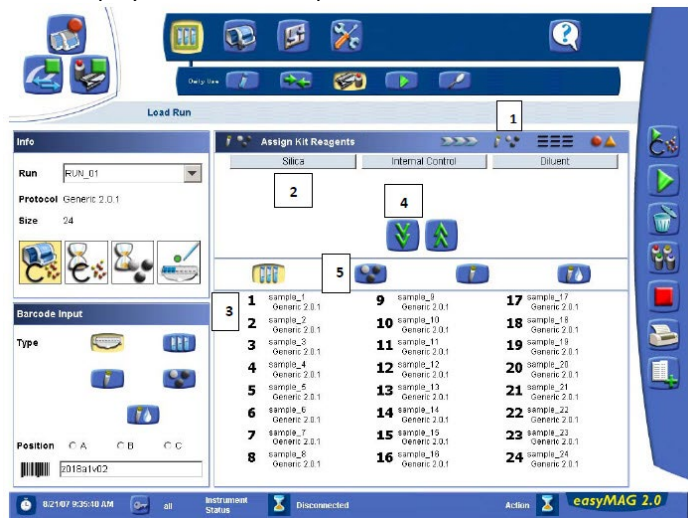 1
Daily Use
Load Run
Info
Run RUN_01
Protocol Generic 2.0.1
Size 24
Barcode Input
Type
Position A B C
z018a1v02
Assign Kit Reagents
Silica Internal Control Diluent
2
4
5
3
1 sample_1 9 sample_9 17 sample_17
Generic 2.0.1 Generic 2.0.1 Generic 2.0.1
2 sample_2 10 sample_10 18 sample_18
Generic 2.0.1 Generic 2.0.1 Generic 2.0.1
3 sample_3 11 sample_11 19 sample_19
Generic 2.0.1 Generic 2.0.1 Generic 2.0.1
4 sample_4 12 sample_12 20 sample_20
Generic 2.0.1 Generic 2.0.1 Generic 2.0.1
5 sample_5 13 sample_13 21 sample_21
Generic 2.0.1 Generic 2.0.1 Generic 2.0.1
6 sample_6 14 sample_14 22 sample_22
Generic 2.0.1 Generic 2.0.1 Generic 2.0.1
7 sample_7 15 sample_15 23 sample_23
Generic 2.0.1 Generic 2.0.1 Generic 2.0.1
8 sample_8 16 sample_16 24 sample_24
Generic 2.0.1 Generic 2.0.1 Generic 2.0.1
8/21/07 9:35:18 AM all Instrument Status Disconnected Action easyMAG 2.0